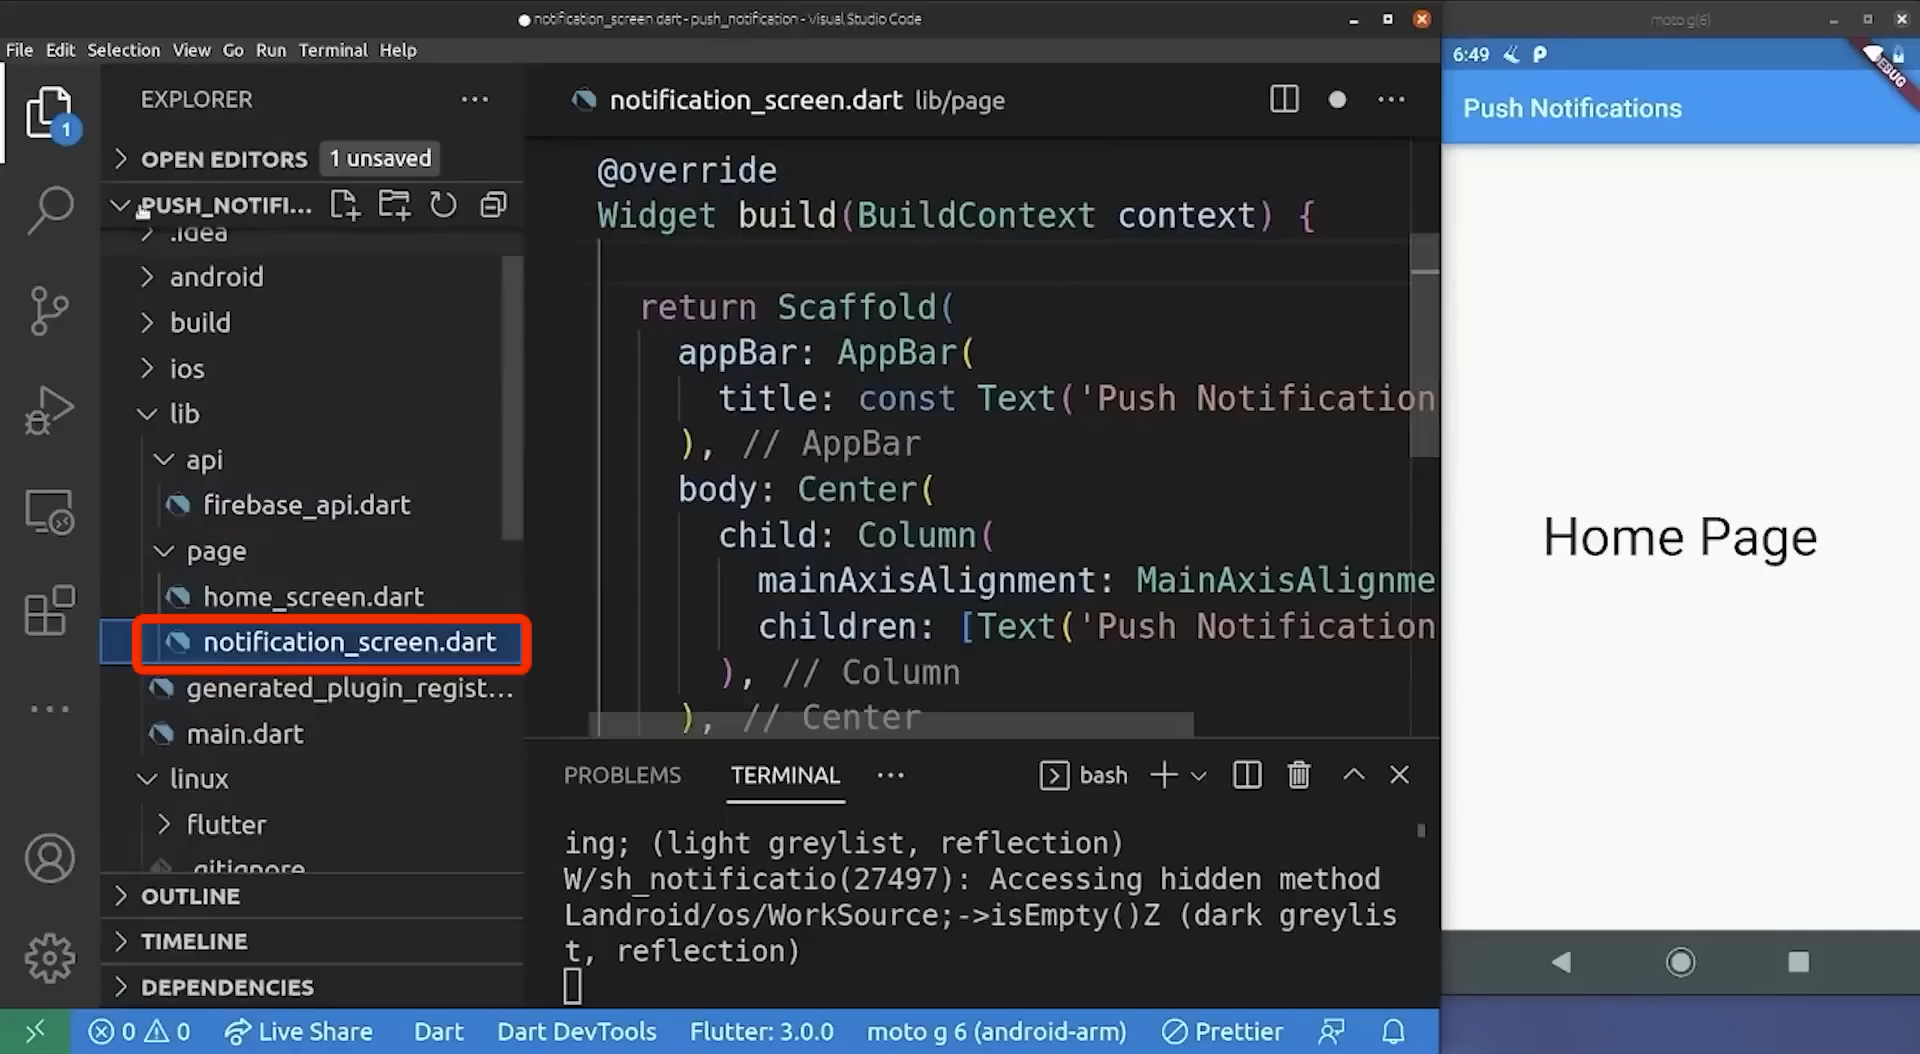 notification_screen.dart - push_notification - Visual Studio Code
File Edit Selection View Go Run Terminal Help
1
EXPLORER
OPEN EDITORS 1 unsaved
PUSH_NOTIFI...
.idea
android
build
ios
lib
api
firebase_api.dart
page
home_screen.dart
notification_screen.dart
generated_plugin_regist...
main.dart
linux
flutter
.gitignore
OUTLINE
TIMELINE
DEPENDENCIES
notification_screen.dart lib/page
@override
Widget build(BuildContext context) {
return Scaffold(
appBar: AppBar(
title: const Text('Push Notification
), // AppBar
body: Center(
child: Column(
mainAxisAlignment: MainAxisAlignme
children: [Text('Push Notification
), // Column
), // Center
PROBLEMS TERMINAL ... bash
ing; (light greylist, reflection)
W/sh_notificatio(27497): Accessing hidden method
Landroid/os/WorkSource;->isEmpty()Z (dark greylis
t, reflection)
0 0 Live Share Dart Dart DevTools Flutter: 3.0.0 moto g 6 (android-arm) Prettier
moto g(6)
6:49
DEBUG
Push Notifications
Home Page